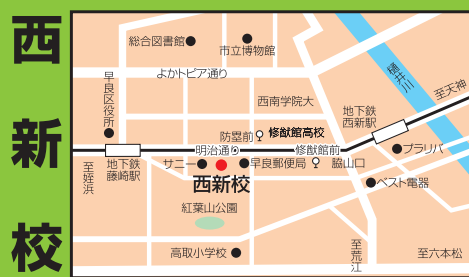 西新校
総合図書館
市立博物館
よかトピア通り
樋井川
至天神
早良区役所
西南学院大
地下鉄
西新駅
防塁前
修猷館高校
明治通
修猷館前
プラリバ
至姪浜
地下鉄
藤崎駅
サニー
早良郵便局
脇山口
西新校
ベスト電器
紅葉山公園
高取小学校
至荒江
至六本松